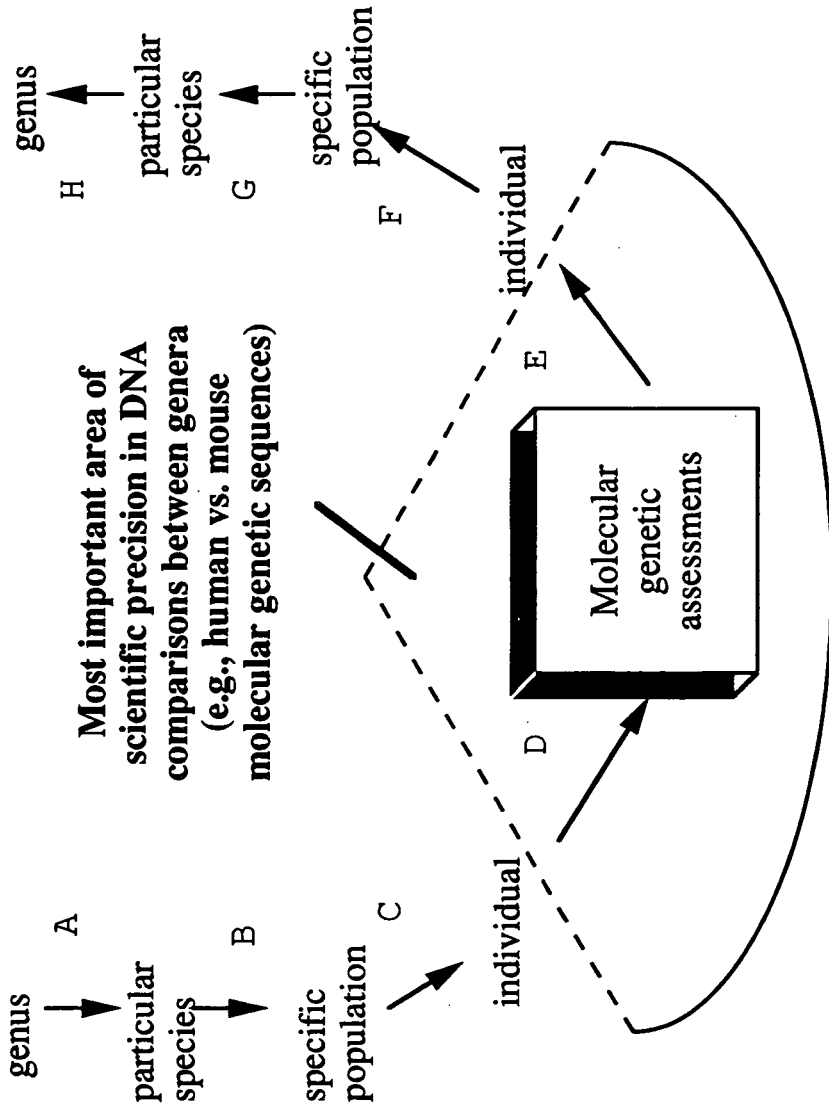 Most important area of
scientific precision in DNA
comparisons between genera
(e.g., human vs. mouse
molecular genetic sequences)
genus
A
particular
species
B
specific
population
C
individual
D
Molecular
genetic
assessments
E
individual
F
specific
population
G
particular
species
H
genus